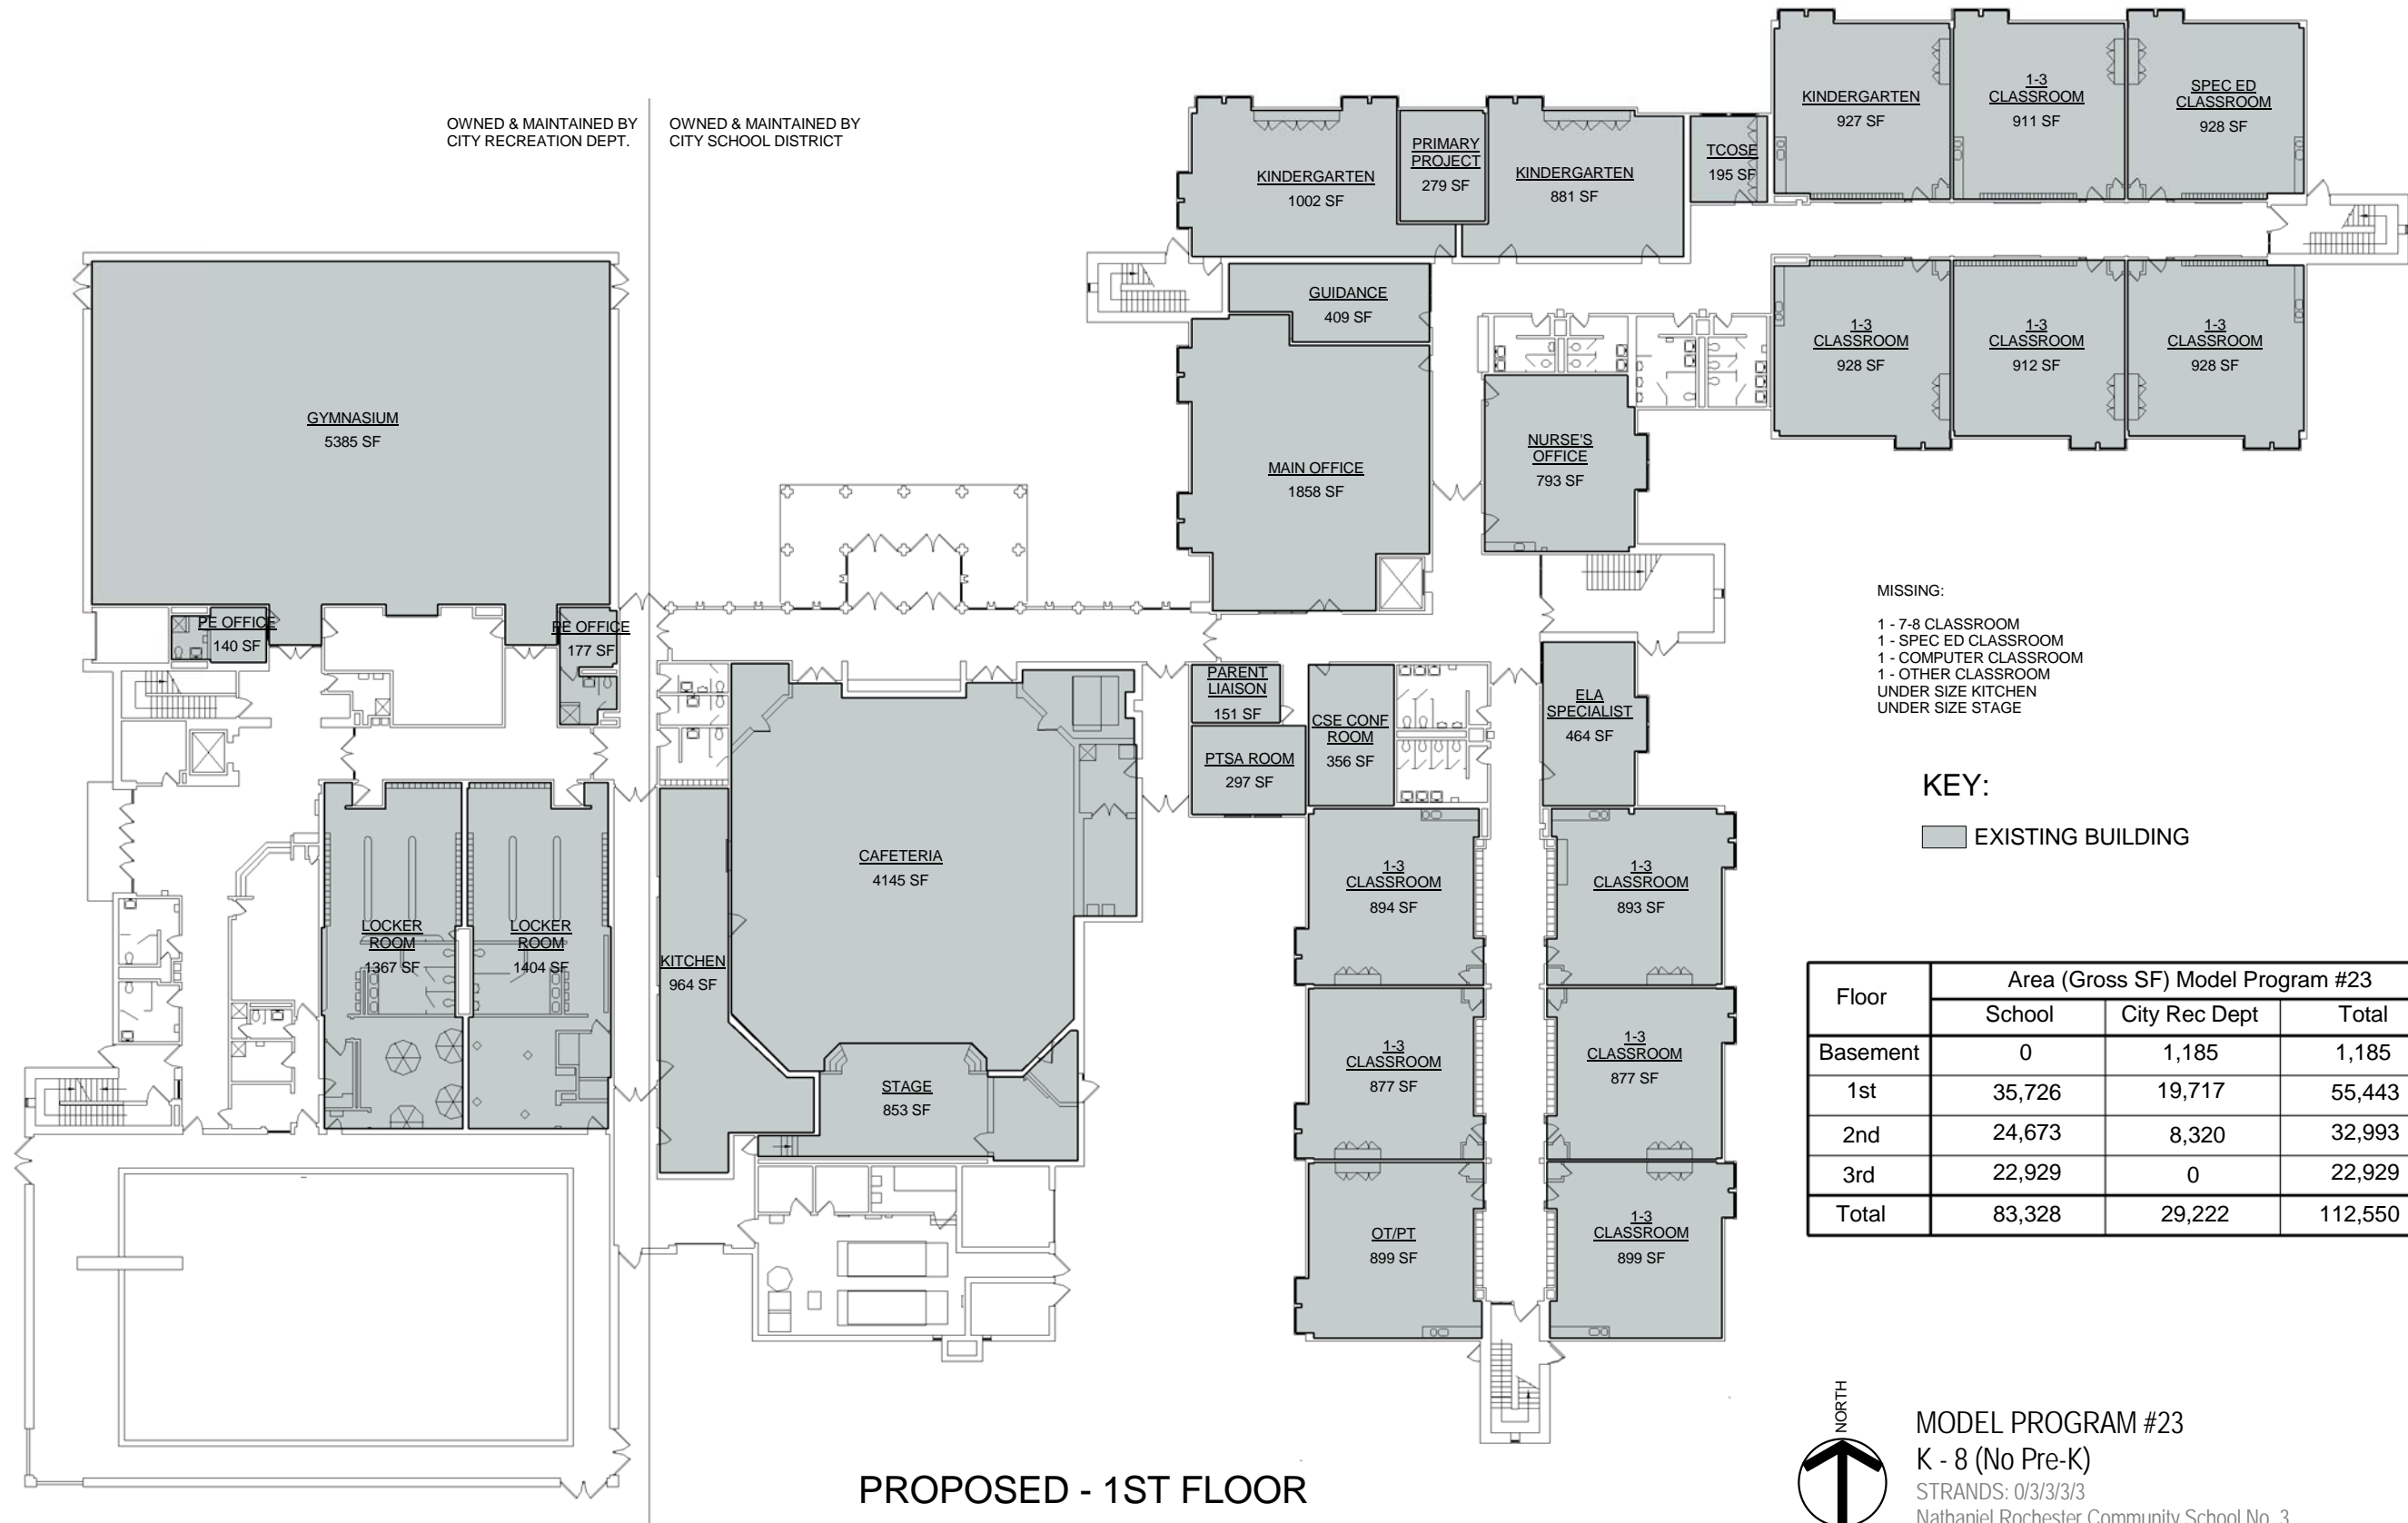 OWNED & MAINTAINED BY
CITY RECREATION DEPT.
OWNED & MAINTAINED BY
CITY SCHOOL DISTRICT
KINDERGARTEN
1002 SF
PRIMARY
PROJECT
279 SF
KINDERGARTEN
881 SF
TCOSE
195 SF
KINDERGARTEN
927 SF
1-3
CLASSROOM
911 SF
SPEC ED
CLASSROOM
928 SF
GUIDANCE
409 SF
1-3
CLASSROOM
928 SF
1-3
CLASSROOM
912 SF
1-3
CLASSROOM
928 SF
GYMNASIUM
5385 SF
MAIN OFFICE
1858 SF
NURSE'S
OFFICE
793 SF
PE OFFICE
140 SF
PE OFFICE
177 SF
PARENT
LIAISON
151 SF
PTSA ROOM
297 SF
CSE CONF
ROOM
356 SF
ELA
SPECIALIST
464 SF
MISSING:
1 - 7-8 CLASSROOM
1 - SPEC ED CLASSROOM
1 - COMPUTER CLASSROOM
1 - OTHER CLASSROOM
UNDER SIZE KITCHEN
UNDER SIZE STAGE
KEY:
EXISTING BUILDING
CAFETERIA
4145 SF
LOCKER
ROOM
1367 SF
LOCKER
ROOM
1404 SF
KITCHEN
964 SF
STAGE
853 SF
1-3
CLASSROOM
894 SF
1-3
CLASSROOM
893 SF
1-3
CLASSROOM
877 SF
1-3
CLASSROOM
877 SF
OT/PT
899 SF
1-3
CLASSROOM
899 SF
Floor Area (Gross SF) Model Program #23
School City Rec Dept Total
Basement 0 1,185 1,185
1st 35,726 19,717 55,443
2nd 24,673 8,320 32,993
3rd 22,929 0 22,929
Total 83,328 29,222 112,550
PROPOSED - 1ST FLOOR
NORTH
MODEL PROGRAM #23
K - 8 (No Pre-K)
STRANDS: 0/3/3/3/3
Nathaniel Rochester Community School No. 3